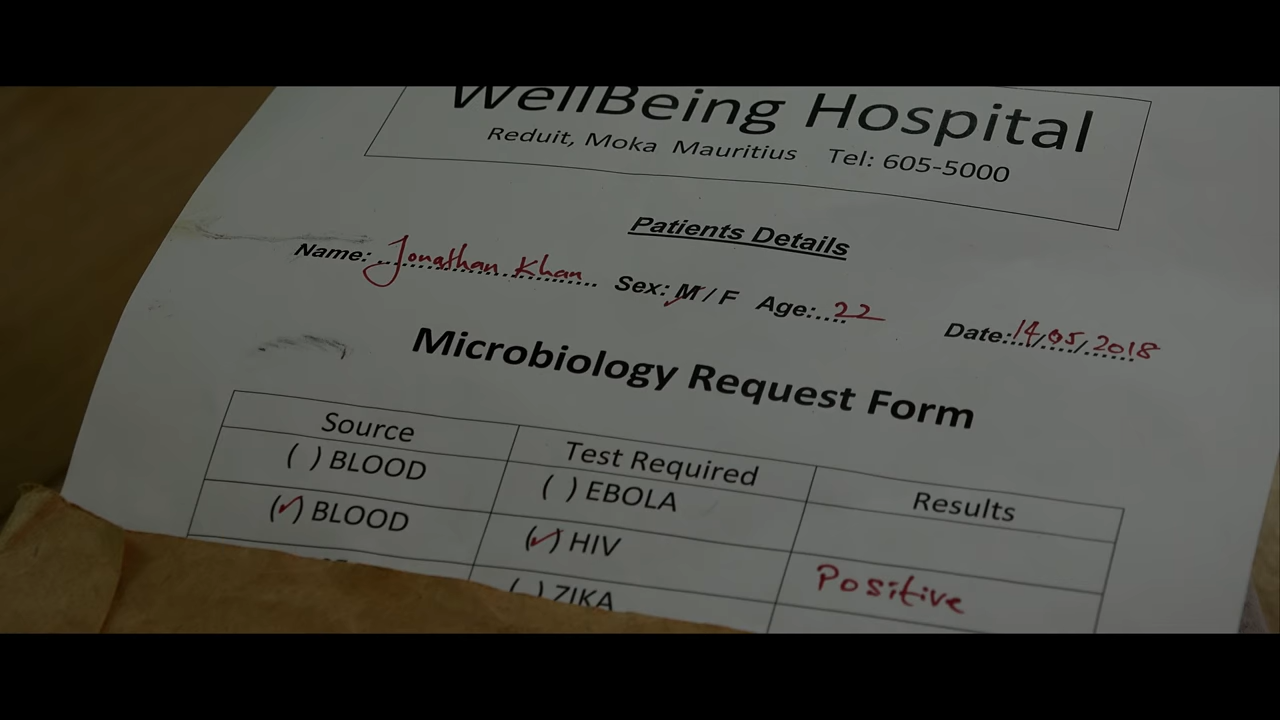 WellBeing Hospital
Reduit, Moka Mauritius Tel: 605-5000
Patients Details
Name: Jonathan Khan Sex: M / F Age: 22 Date: 14/05/2018
Microbiology Request Form
Source Test Required Results
( ) BLOOD ( ) EBOLA
(✓) BLOOD (✓) HIV Positive
( ) ZIKA